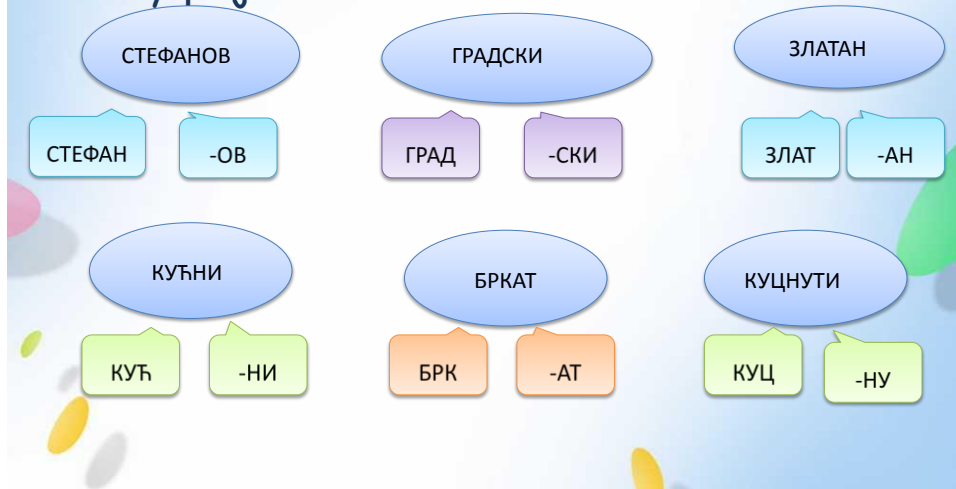 СТЕФАНОВ
ГРАДСКИ
ЗЛАТАН
СТЕФАН
-ОВ
ГРАД
-СКИ
ЗЛАТ
-АН
КУЋНИ
БРКАТ
КУЦНУТИ
КУЋ
-НИ
БРК
-АТ
КУЦ
-НУ